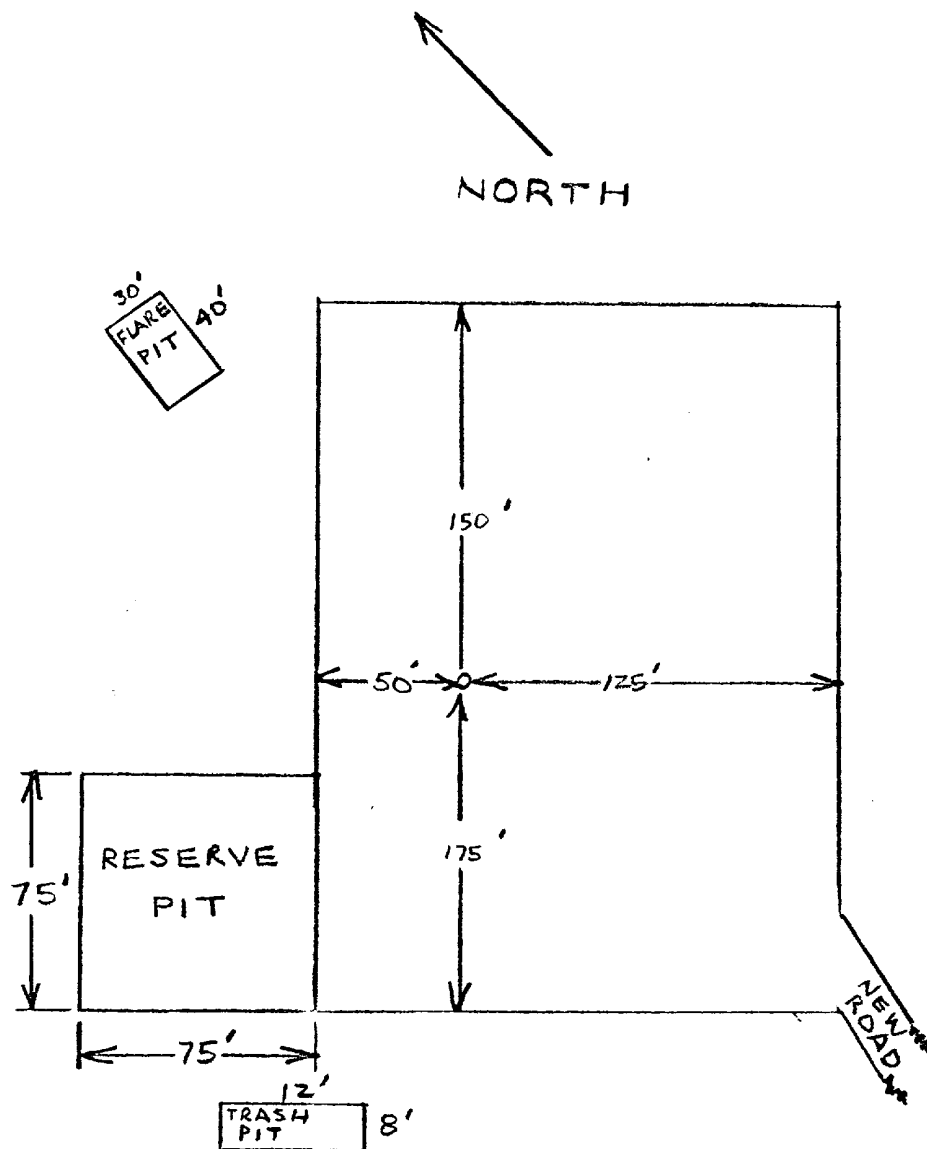 NORTH
30'
FLARE
PIT
40'
150'
50'
125'
175'
75'
RESERVE
PIT
75'
NEW
ROAD
12'
TRASH
PIT
8'